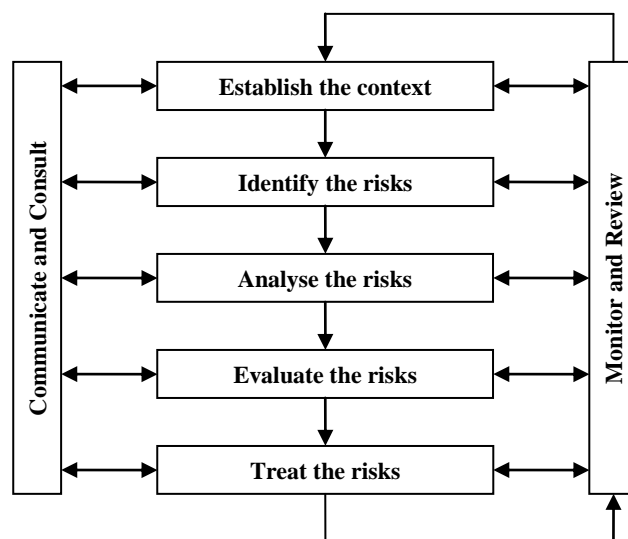 Establish the context
Communicate and Consult
Identify the risks
Monitor and Review
Analyse the risks
Evaluate the risks
Treat the risks